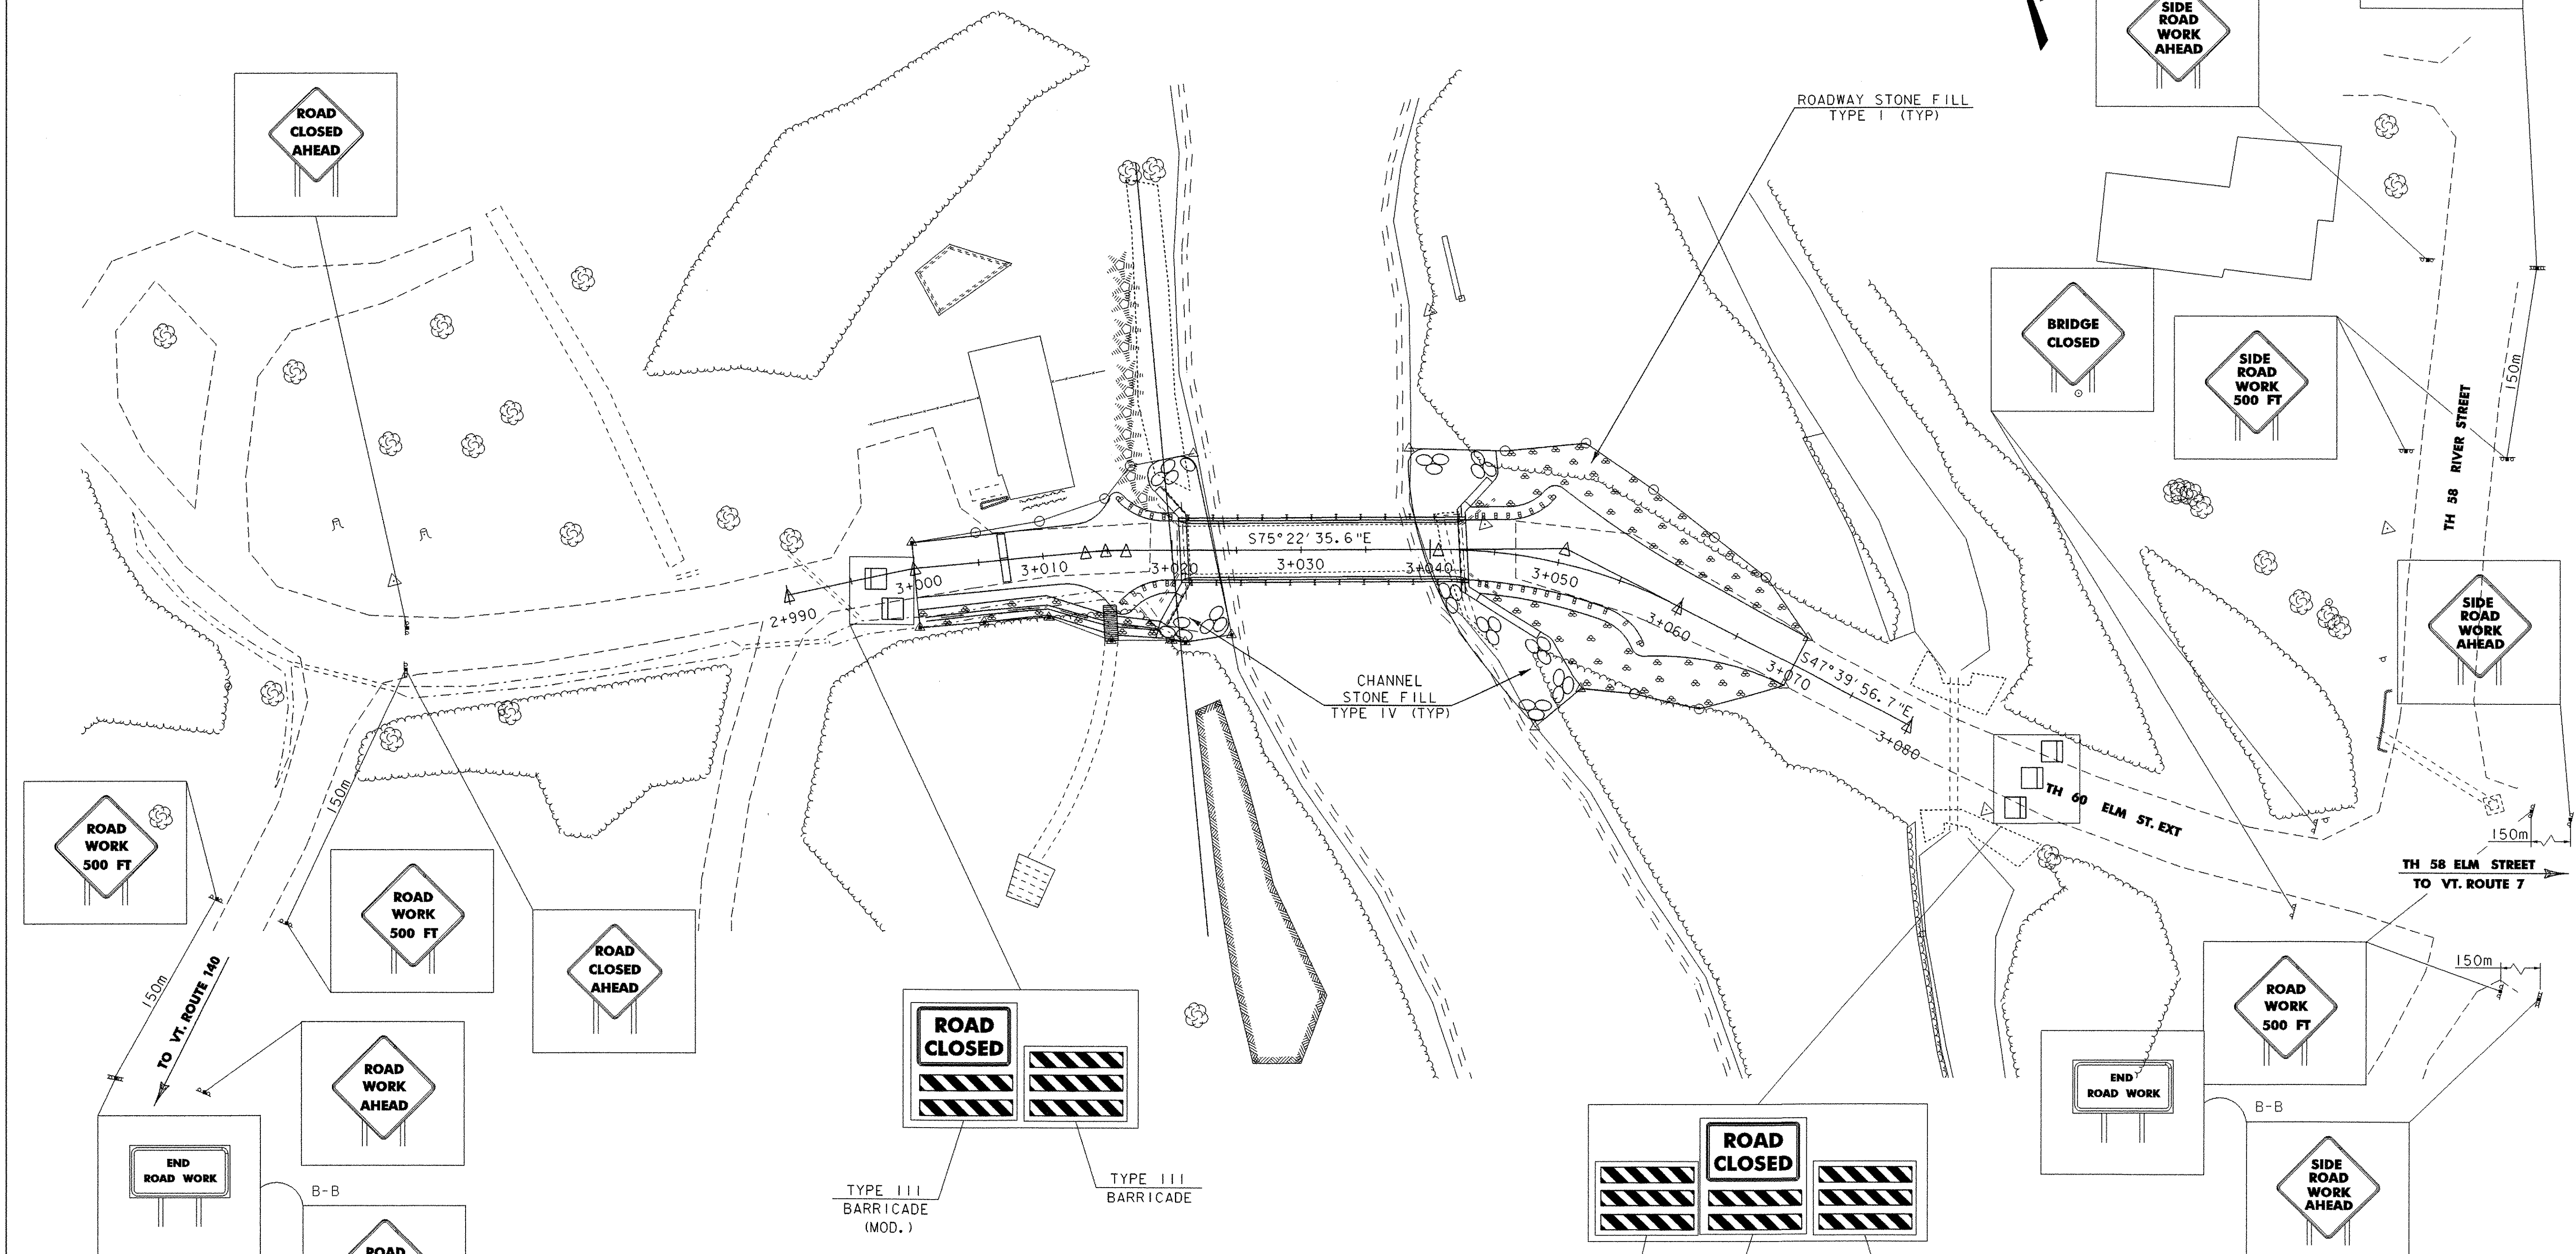 SIDE
ROAD
WORK
AHEAD
ROAD
CLOSED
AHEAD
ROADWAY STONE FILL
TYPE I (TYP)
BRIDGE
CLOSED
SIDE
ROAD
WORK
500 FT
150m
TH 58 RIVER STREET
S75°22'35.6"E
3+000
3+010
3+020
3+030
3+040
3+050
2+990
3+060
3+070
S47°39'56.7"E
3+080
SIDE
ROAD
WORK
AHEAD
CHANNEL
STONE FILL
TYPE IV (TYP)
TH 60 ELM ST. EXT
150m
TH 58 ELM STREET
TO VT. ROUTE 7
ROAD
WORK
500 FT
150m
ROAD
WORK
500 FT
ROAD
CLOSED
AHEAD
150m
TO VT. ROUTE 140
ROAD
WORK
AHEAD
END
ROAD WORK
B-B
ROAD
ROAD
CLOSED
TYPE III
BARRICADE
(MOD.)
TYPE III
BARRICADE
ROAD
CLOSED
ROAD
WORK
500 FT
150m
END
ROAD WORK
B-B
SIDE
ROAD
WORK
AHEAD